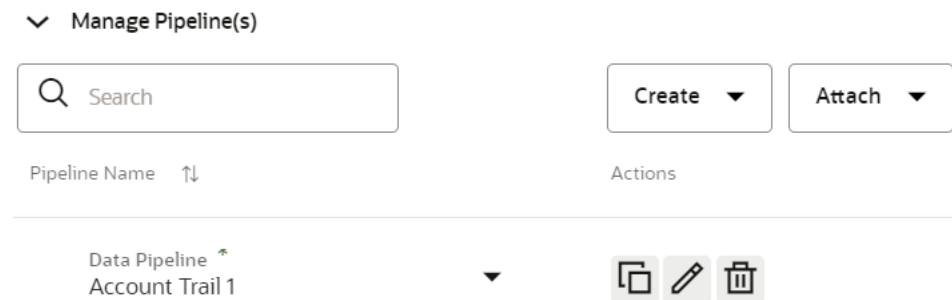 Manage Pipeline(s)
Search
Create
Attach
Pipeline Name
Actions
Data Pipeline
Account Trail 1